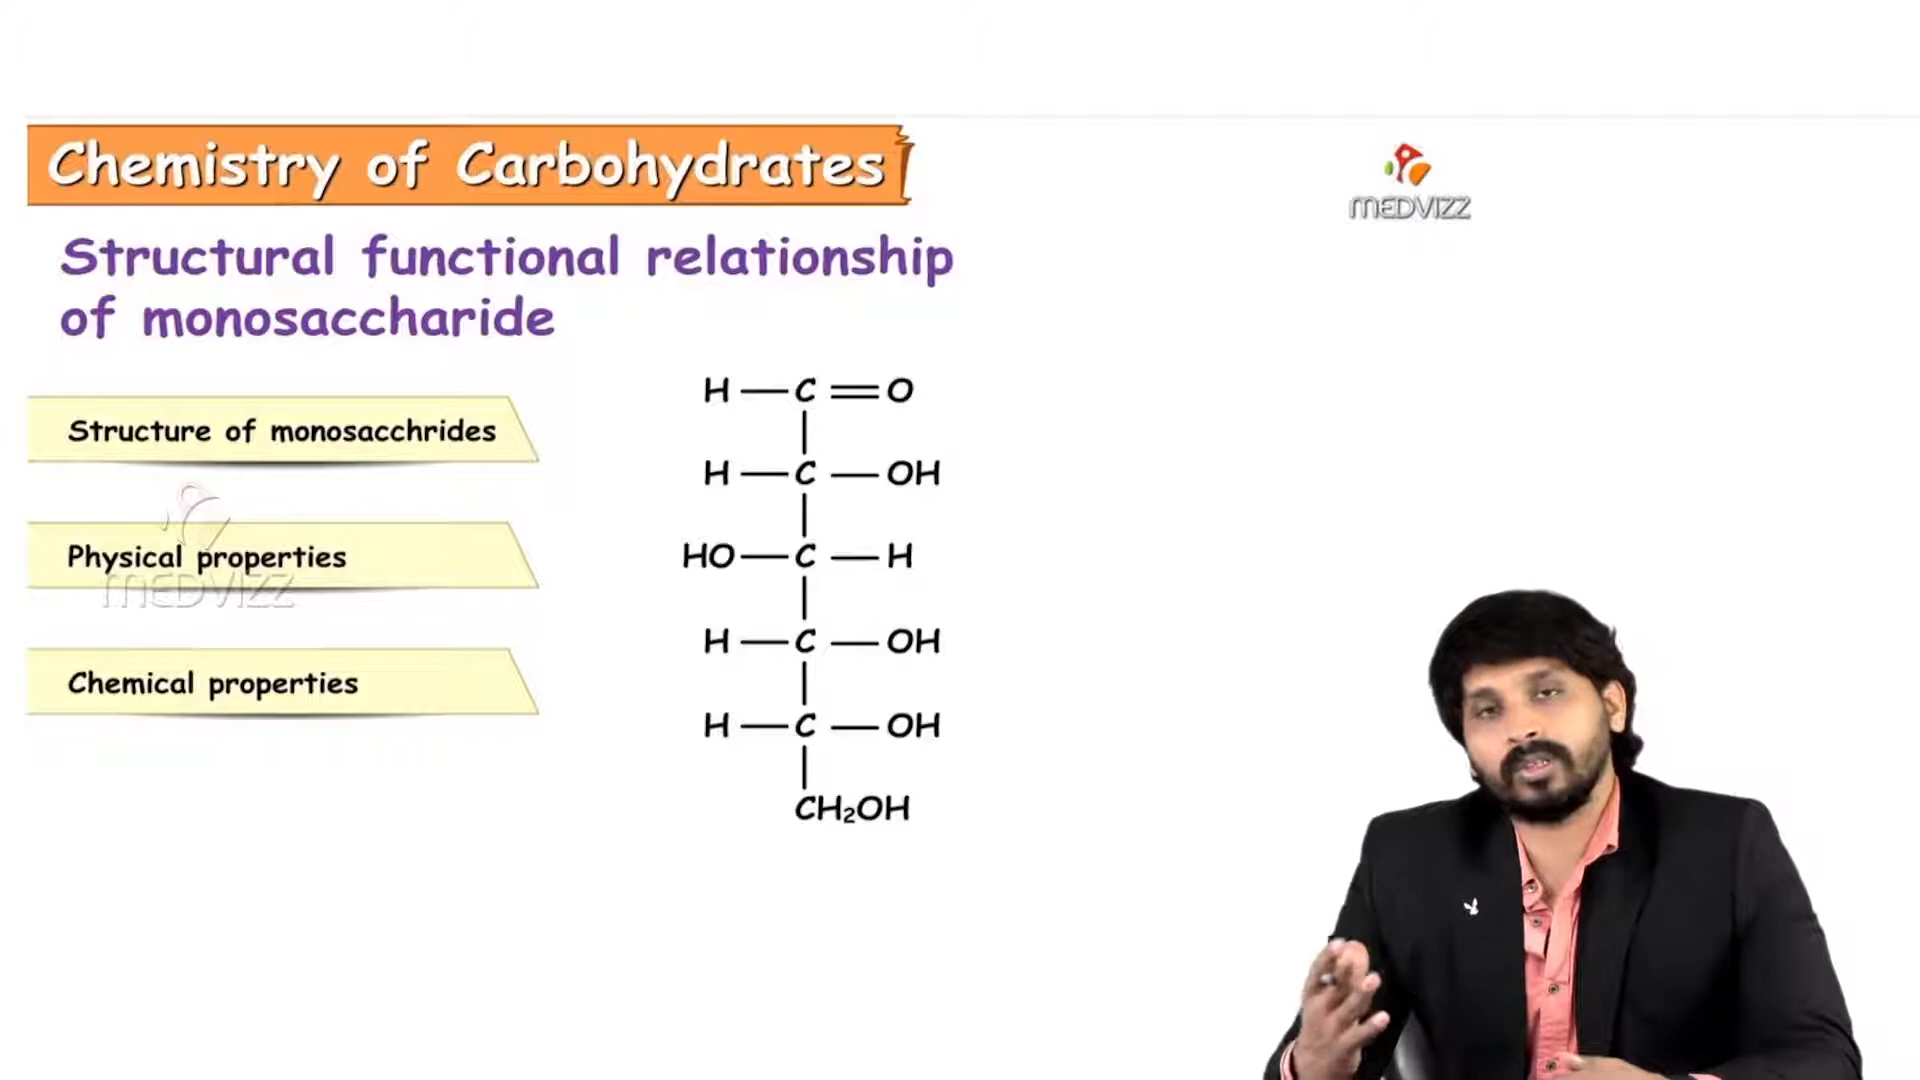 Chemistry of Carbohydrates
MEDVIZZ
Structural functional relationship
of monosaccharide
Structure of monosacchrides
Physical properties
MEDVIZZ
Chemical properties
H — C = O
H — C — OH
HO — C — H
H — C — OH
H — C — OH
CH₂OH